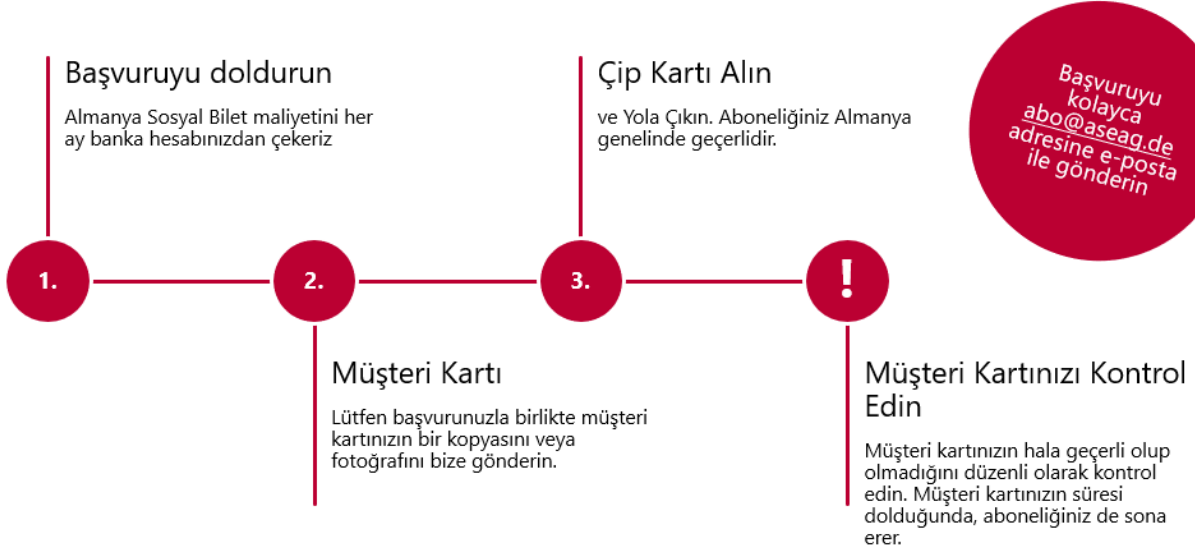 Başvuruyu doldurun
Almanya Sosyal Bilet maliyetini her
ay banka hesabınızdan çekeriz
Çip Kartı Alın
ve Yola Çıkın. Aboneliğiniz Almanya
genelinde geçerlidir.
Başvuruyu
kolayca
abo@aseag.de
adresine e-posta
ile gönderin
1.
2.
3.
!
Müşteri Kartı
Lütfen başvurunuzla birlikte müşteri
kartınızın bir kopyasını veya
fotoğrafını bize gönderin.
Müşteri Kartınızı Kontrol
Edin
Müşteri kartınızın hala geçerli olup
olmadığını düzenli olarak kontrol
edin. Müşteri kartınızın süresi
dolduğunda, aboneliğiniz de sona
erer.